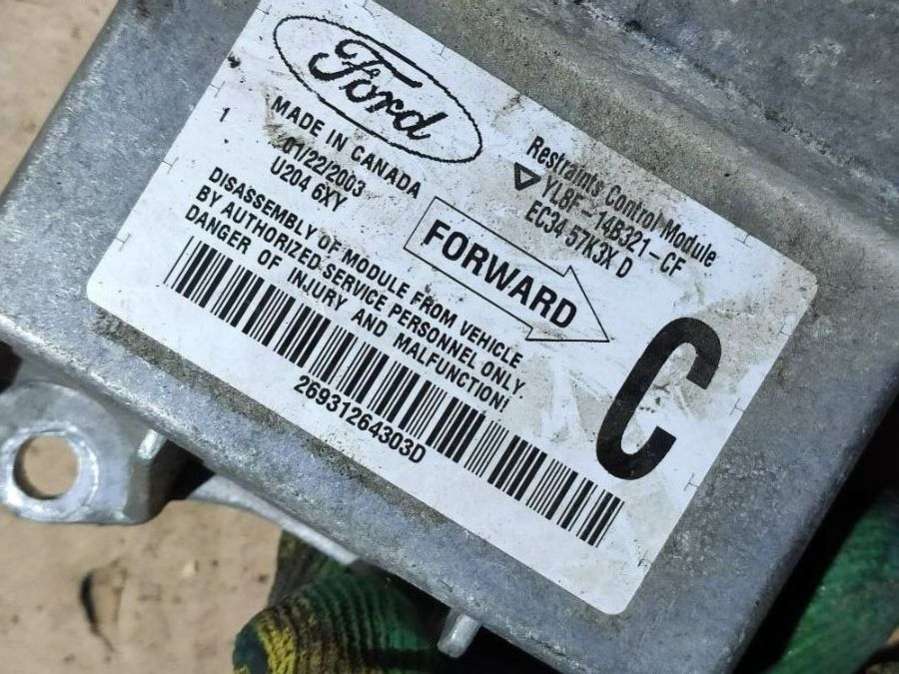 Ford
MADE IN CANADA
1
01/22/2003
U204 6XY
Restraints Control Module
YL8F-14B321-CF
EC34 57K3X D
FORWARD
DISASSEMBLY OF MODULE FROM VEHICLE
BY AUTHORIZED SERVICE PERSONNEL ONLY.
DANGER OF INJURY AND MALFUNCTION!
C
26931264303D